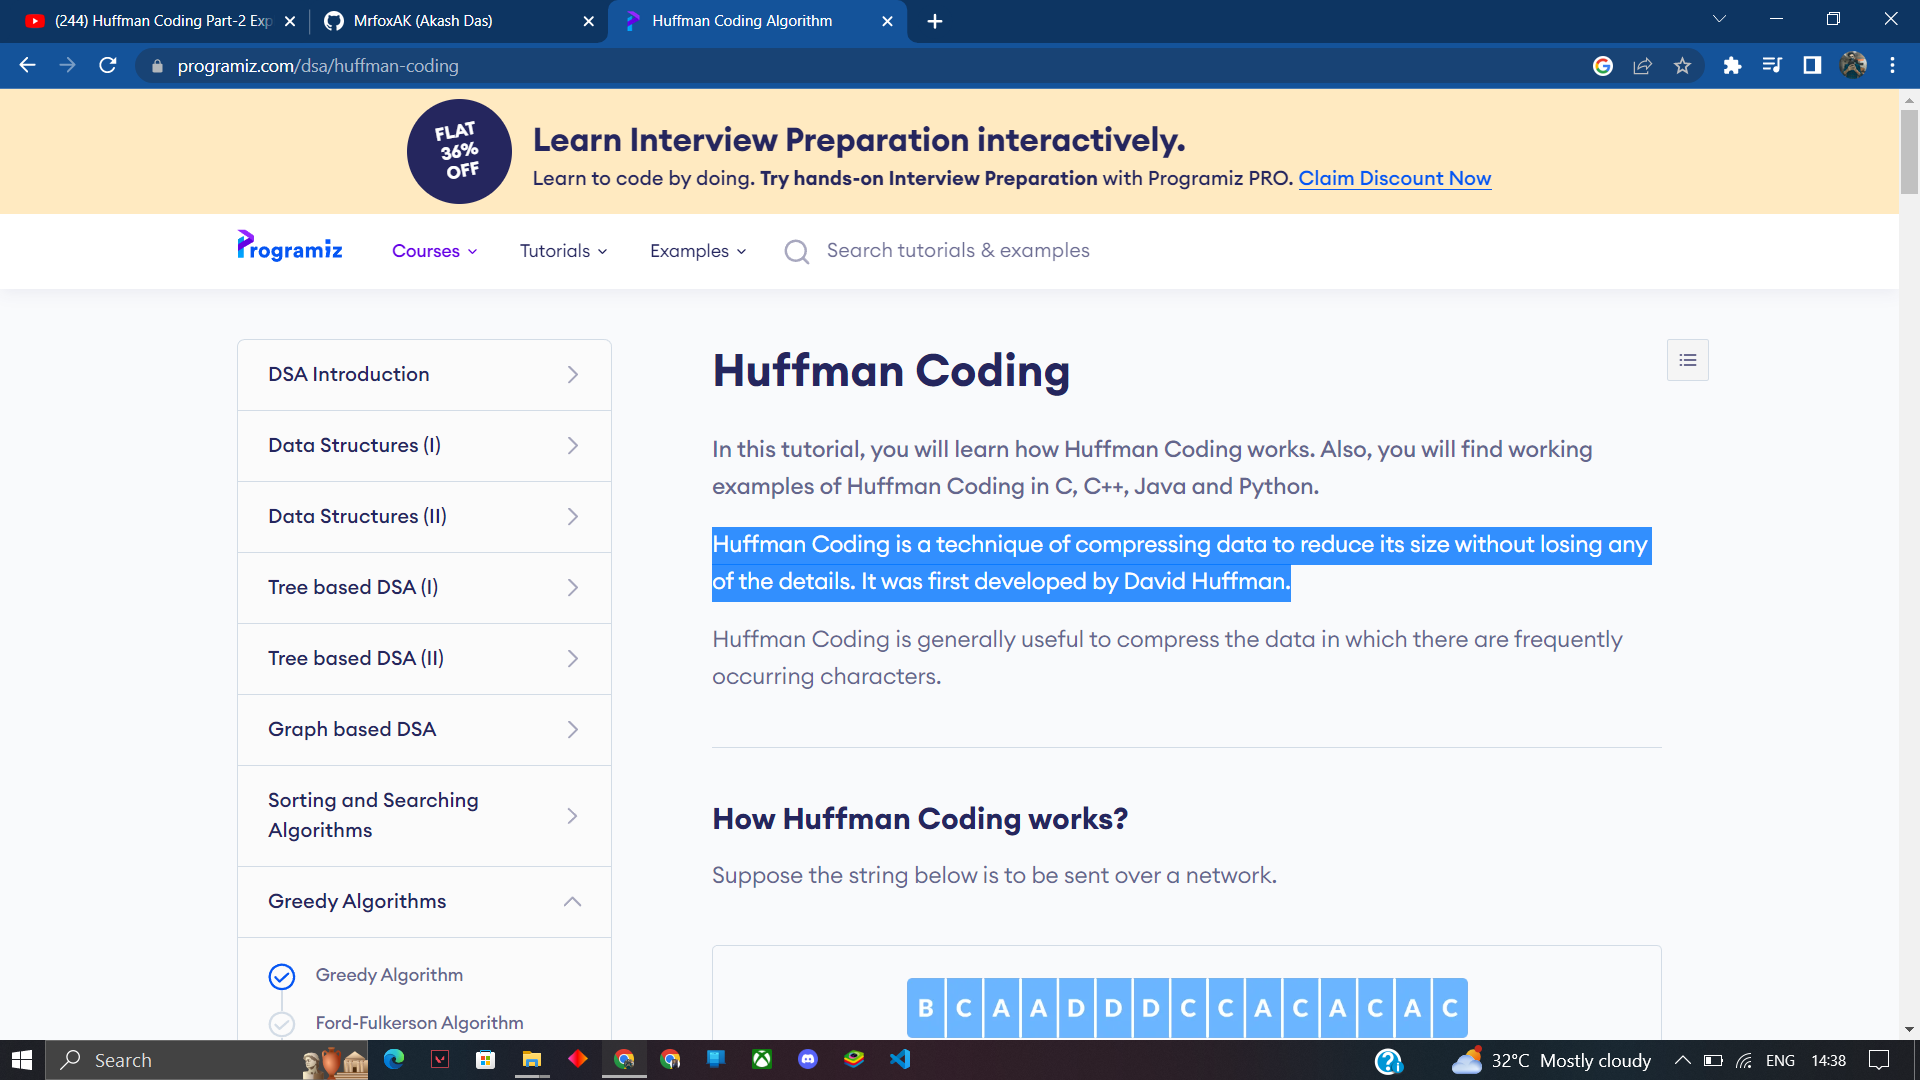 (244) Huffman Coding Part-2 Exp
MrfoxAK (Akash Das)
Huffman Coding Algorithm
programiz.com/dsa/huffman-coding
FLAT
36%
OFF
Learn Interview Preparation interactively.
Learn to code by doing. Try hands-on Interview Preparation with Programiz PRO. Claim Discount Now
Programiz
Courses
Tutorials
Examples
Search tutorials & examples
DSA Introduction
Data Structures (I)
Data Structures (II)
Tree based DSA (I)
Tree based DSA (II)
Graph based DSA
Sorting and Searching
Algorithms
Greedy Algorithms
Greedy Algorithm
Ford-Fulkerson Algorithm
Huffman Coding
In this tutorial, you will learn how Huffman Coding works. Also, you will find working
examples of Huffman Coding in C, C++, Java and Python.
Huffman Coding is a technique of compressing data to reduce its size without losing any
of the details. It was first developed by David Huffman.
Huffman Coding is generally useful to compress the data in which there are frequently
occurring characters.
How Huffman Coding works?
Suppose the string below is to be sent over a network.
B C A A D D D C C A C A C A C
Search
32°C Mostly cloudy
ENG
14:38